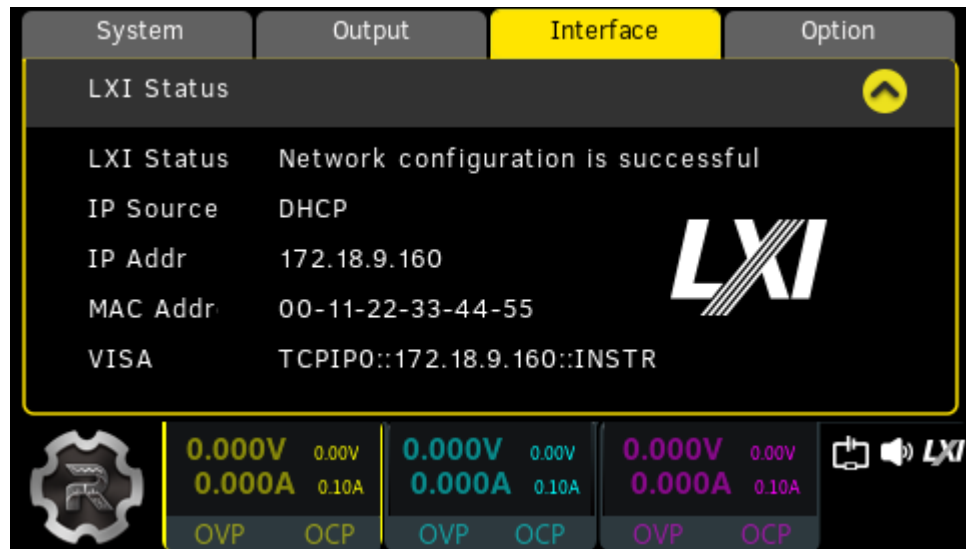 System Output Interface Option
LXI Status
LXI Status Network configuration is successful
IP Source DHCP
IP Addr 172.18.9.160
LXI
MAC Addr 00-11-22-33-44-55
VISA TCPIP0::172.18.9.160::INSTR
0.000V 0.00V 0.000V 0.00V 0.000V 0.00V
LXI
0.000A 0.10A 0.000A 0.10A 0.000A 0.10A
R
OVP OCP OVP OCP OVP OCP